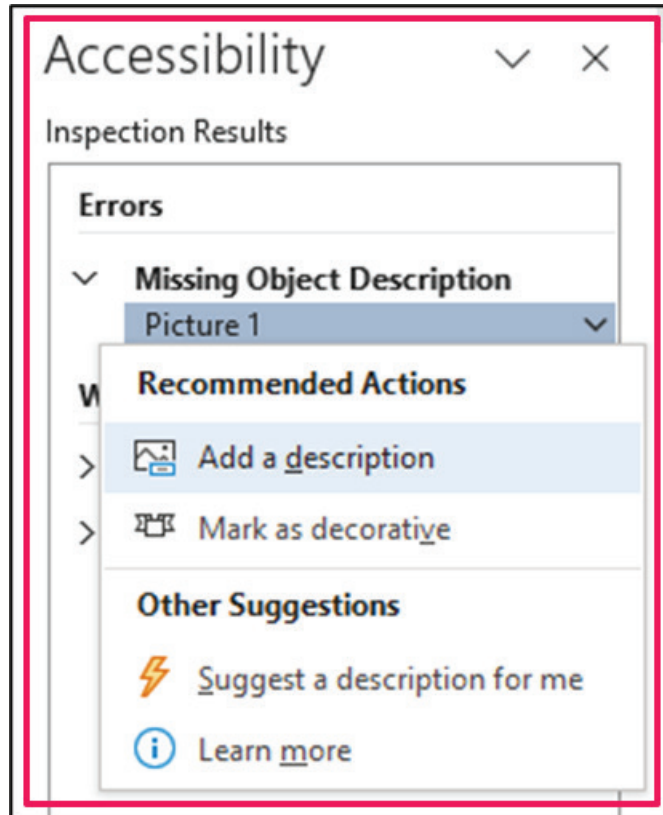 Accessibility
Inspection Results
Errors
Missing Object Description
Picture 1
W
Recommended Actions
Add a description
Mark as decorative
Other Suggestions
Suggest a description for me
Learn more